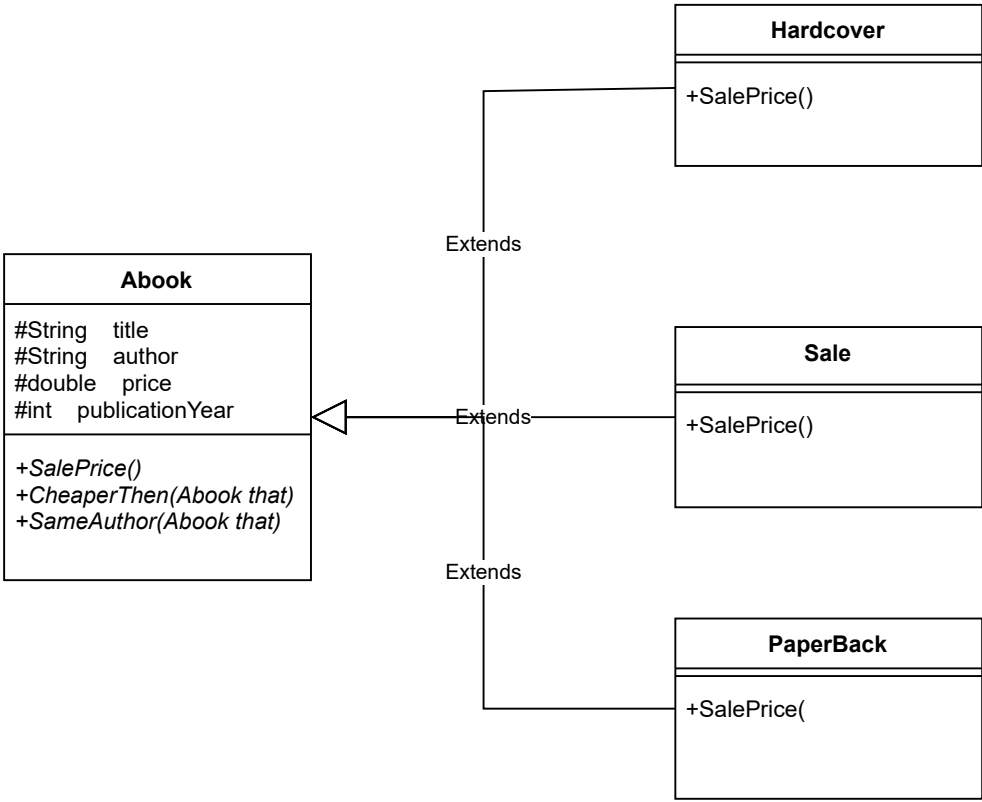 Hardcover
+SalePrice()
Extends
Abook
#String title
#String author
#double price
#int publicationYear
+SalePrice()
+CheaperThen(Abook that)
+SameAuthor(Abook that)
Extends
Sale
+SalePrice()
Extends
PaperBack
+SalePrice(